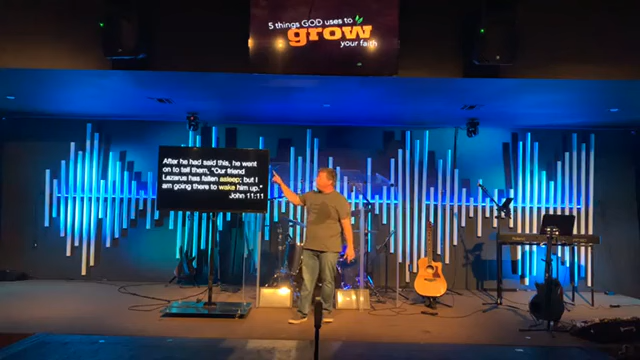 5 things GOD uses to
grow
your faith
After he had said this, he went
on to tell them, "Our friend
Lazarus has fallen asleep; but I
am going there to wake him up."
John 11:11